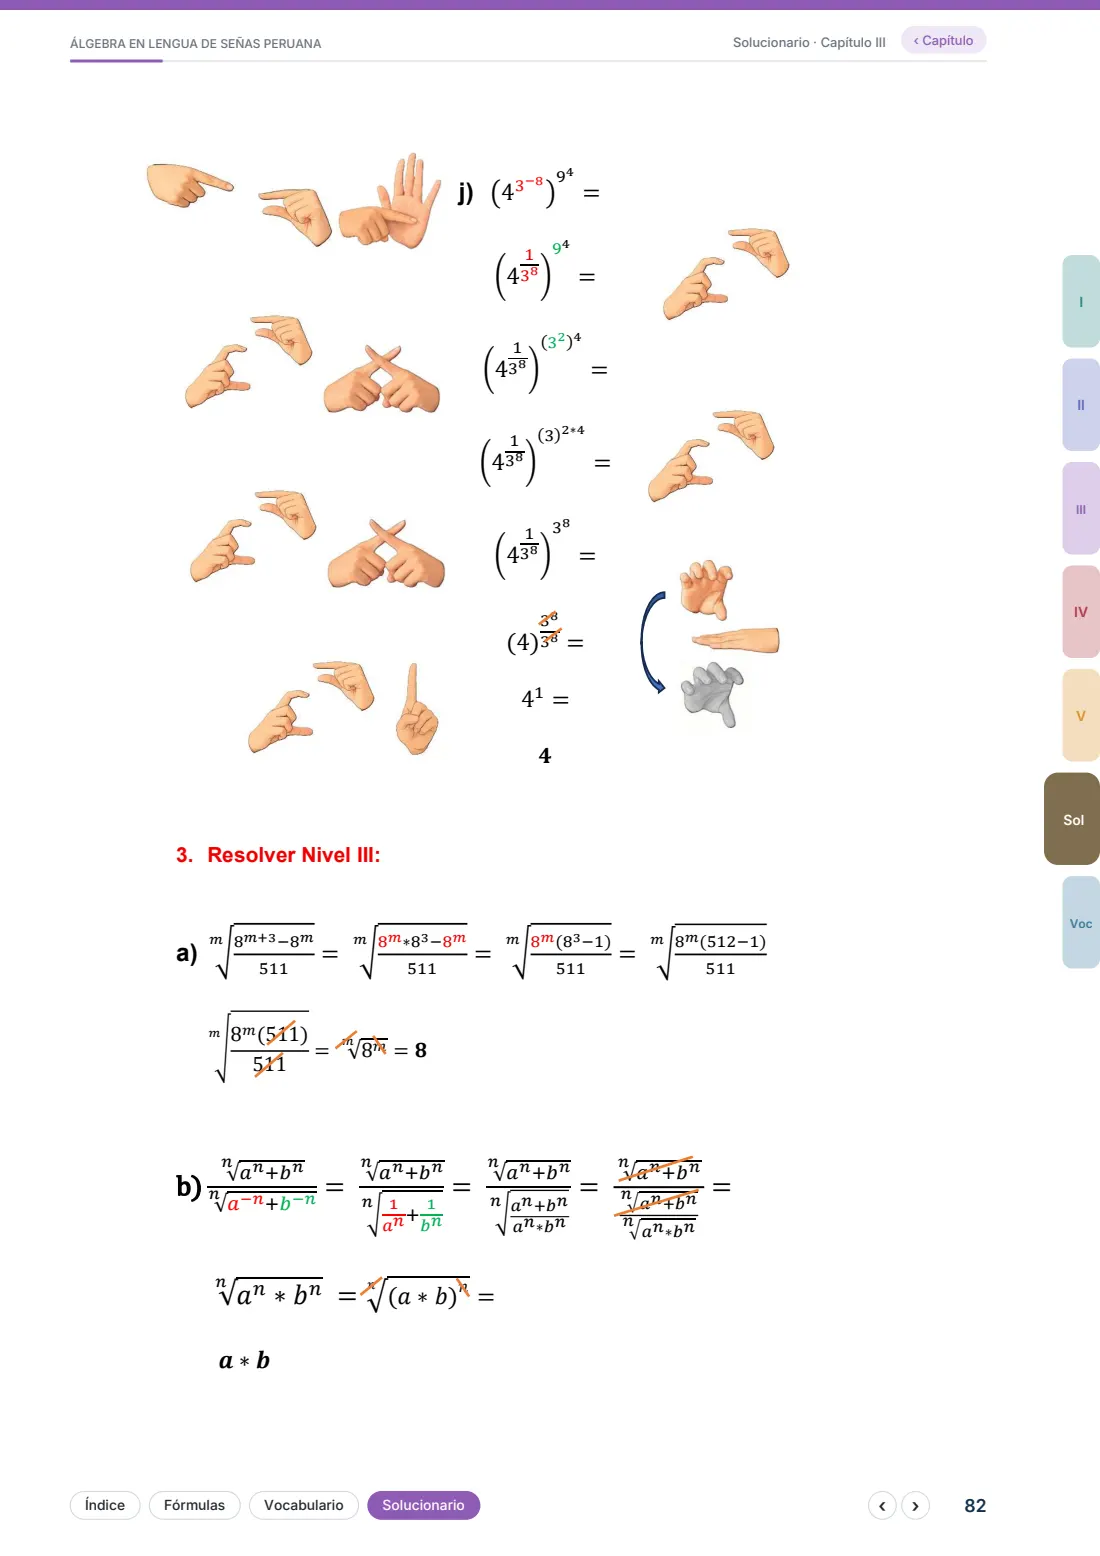 ÁLGEBRA EN LENGUA DE SEÑAS PERUANA
Solucionario · Capítulo III
‹ Capítulo
j) (4^{3^{-8}})^{9^4} =
(4^{\frac{1}{3^8}})^{9^4} =
(4^{\frac{1}{3^8}})^{(3^2)^4} =
(4^{\frac{1}{3^8}})^{(3)^{2*4}} =
(4^{\frac{1}{3^8}})^{3^8} =
(4)^{\frac{3^8}{3^8}} =
4^1 =
4
3. Resolver Nivel III:
a) \sqrt[m]{\frac{8^{m+3}-8^m}{511}} = \sqrt[m]{\frac{8^m*8^3-8^m}{511}} = \sqrt[m]{\frac{8^m(8^3-1)}{511}} = \sqrt[m]{\frac{8^m(512-1)}{511}}
\sqrt[m]{\frac{8^m(511)}{511}} = \sqrt[m]{8^m} = 8
b) \frac{\sqrt[n]{a^n+b^n}}{\sqrt[n]{a^{-n}+b^{-n}}} = \frac{\sqrt[n]{a^n+b^n}}{\sqrt[n]{\frac{1}{a^n}+\frac{1}{b^n}}} = \frac{\sqrt[n]{a^n+b^n}}{\sqrt[n]{\frac{a^n+b^n}{a^n*b^n}}} = \frac{\sqrt[n]{a^n+b^n}}{\frac{\sqrt[n]{a^n+b^n}}{\sqrt[n]{a^n*b^n}}} =
\sqrt[n]{a^n * b^n} = \sqrt[n]{(a * b)^n} =
a * b
I
II
III
IV
V
Sol
Voc
Índice
Fórmulas
Vocabulario
Solucionario
‹ ›
82